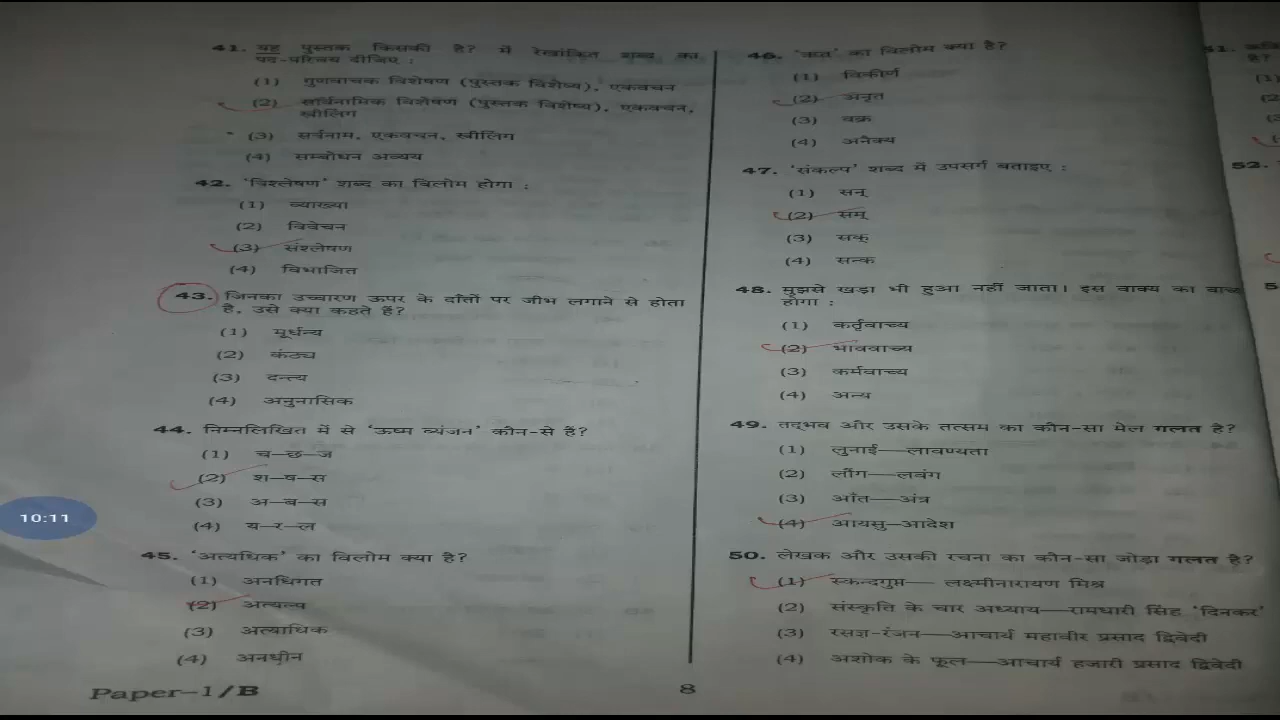 41. यह पुस्तक किसकी है? में रेखांकित शब्द का
पद-परिचय दीजिए :
(1) गुणवाचक विशेषण (पुस्तक विशेष्य), एकवचन
(2) सार्वनामिक विशेषण (पुस्तक विशेष्य), एकवचन,
स्त्रीलिंग
(3) सर्वनाम, एकवचन, स्त्रीलिंग
(4) सम्बोधन अव्यय
42. 'विश्लेषण' शब्द का विलोम होगा :
(1) व्याख्या
(2) विवेचन
(3) संश्लेषण
(4) विभाजित
43. जिनका उच्चारण ऊपर के दाँतों पर जीभ लगाने से होता
है, उसे क्या कहते हैं?
(1) मूर्धन्य
(2) कंठ्य
(3) दन्त्य
(4) अनुनासिक
44. निम्नलिखित में से 'ऊष्म व्यंजन' कौन-से हैं?
(1) च—छ—ज
(2) श—ष—स
(3) अ—ब—स
(4) य—र—ल
45. 'अत्यधिक' का विलोम क्या है?
(1) अनधिगत
(2) अत्यल्प
(3) अत्याधिक
(4) अनधीन
Paper–1/B
46. 'ऋत' का विलोम क्या है?
(1) विकीर्ण
(2) अनृत
(3) वक्र
(4) अनैक्य
47. 'संकल्प' शब्द में उपसर्ग बताइए :
(1) सन्
(2) सम्
(3) सक्
(4) सन्क
48. मुझसे खड़ा भी हुआ नहीं जाता। इस वाक्य का
होगा :
(1) कर्तृवाच्य
(2) भाववाच्य
(3) कर्मवाच्य
(4) अन्य
49. तद्भव और उसके तत्सम का कौन-सा मेल गलत है?
(1) लुनाई—लावण्यता
(2) लौंग—लवंग
(3) आँत—अंत्र
(4) आयसु—आदेश
50. लेखक और उसकी रचना का कौन-सा जोड़ा गलत है?
(1) स्कन्दगुप्त— लक्ष्मीनारायण मिश्र
(2) संस्कृति के चार अध्याय—रामधारी सिंह 'दिनकर'
(3) रसज्ञ-रंजन—आचार्य महावीर प्रसाद द्विवेदी
(4) अशोक के फूल—आचार्य हजारी प्रसाद द्विवेदी
8
52.
10:11